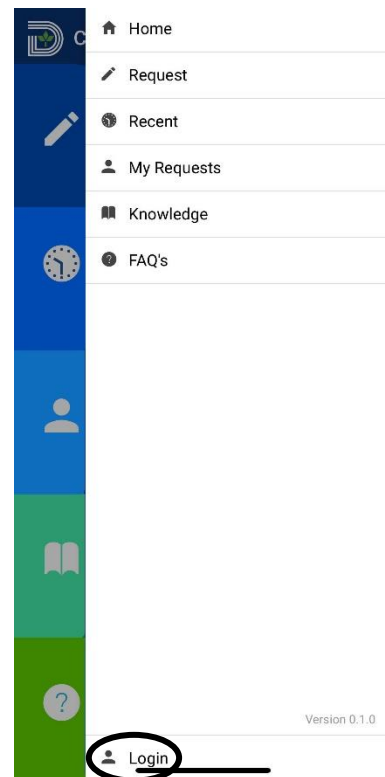 C
Home
Request
Recent
My Requests
Knowledge
FAQ's
?
Version 0.1.0
Login